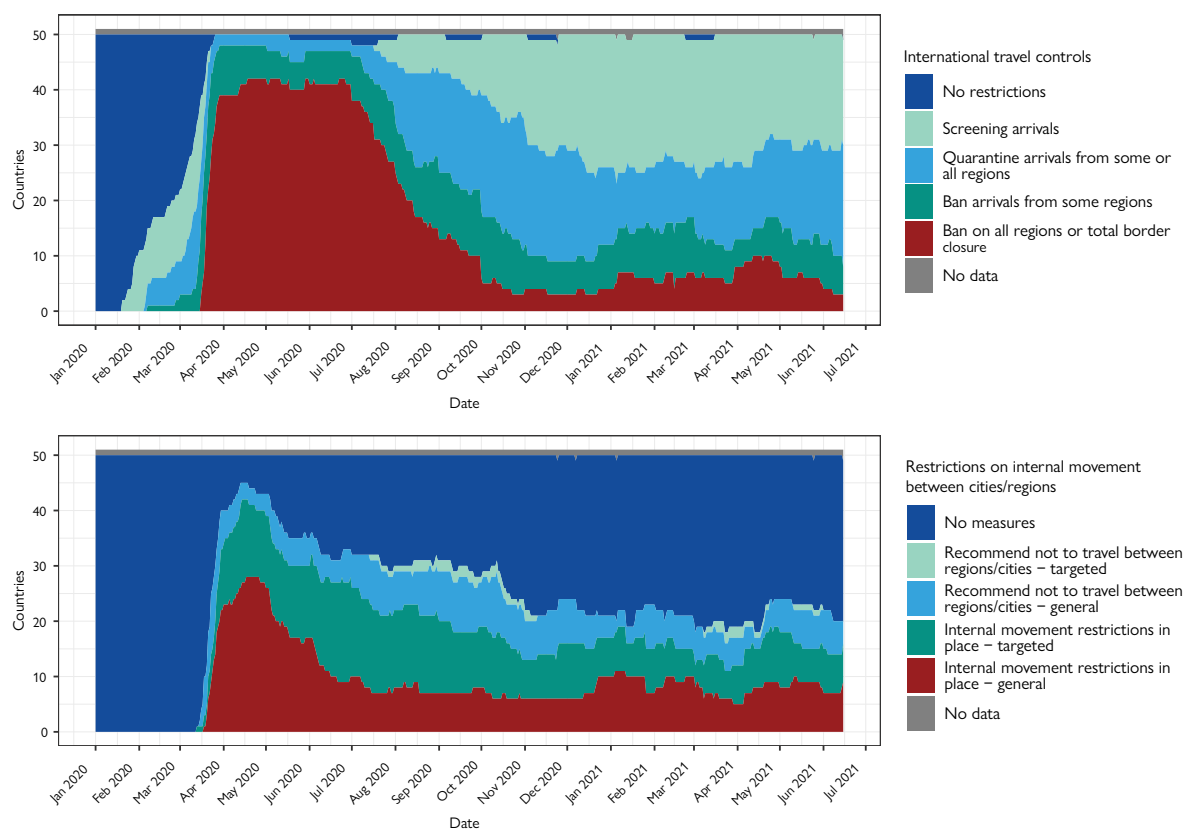 International travel controls
No restrictions
Screening arrivals
Quarantine arrivals from some or
all regions
Ban arrivals from some regions
Ban on all regions or total border
closure
No data
Countries
50
40
30
20
10
0
Jan 2020
Feb 2020
Mar 2020
Apr 2020
May 2020
Jun 2020
Jul 2020
Aug 2020
Sep 2020
Oct 2020
Nov 2020
Dec 2020
Jan 2021
Feb 2021
Mar 2021
Apr 2021
May 2021
Jun 2021
Jul 2021
Date
Restrictions on internal movement
between cities/regions
No measures
Recommend not to travel between
regions/cities − targeted
Recommend not to travel between
regions/cities − general
Internal movement restrictions in
place − targeted
Internal movement restrictions in
place − general
No data
Countries
50
40
30
20
10
0
Jan 2020
Feb 2020
Mar 2020
Apr 2020
May 2020
Jun 2020
Jul 2020
Aug 2020
Sep 2020
Oct 2020
Nov 2020
Dec 2020
Jan 2021
Feb 2021
Mar 2021
Apr 2021
May 2021
Jun 2021
Jul 2021
Date